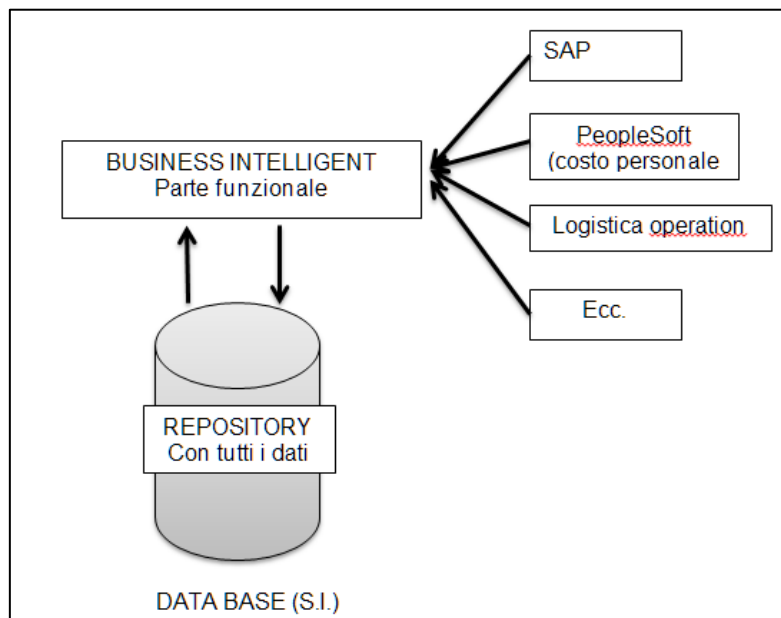 SAP
PeopleSoft
(costo personale
BUSINESS INTELLIGENT
Parte funzionale
Logistica operation
Ecc.
REPOSITORY
Con tutti i dati
DATA BASE (S.I.)